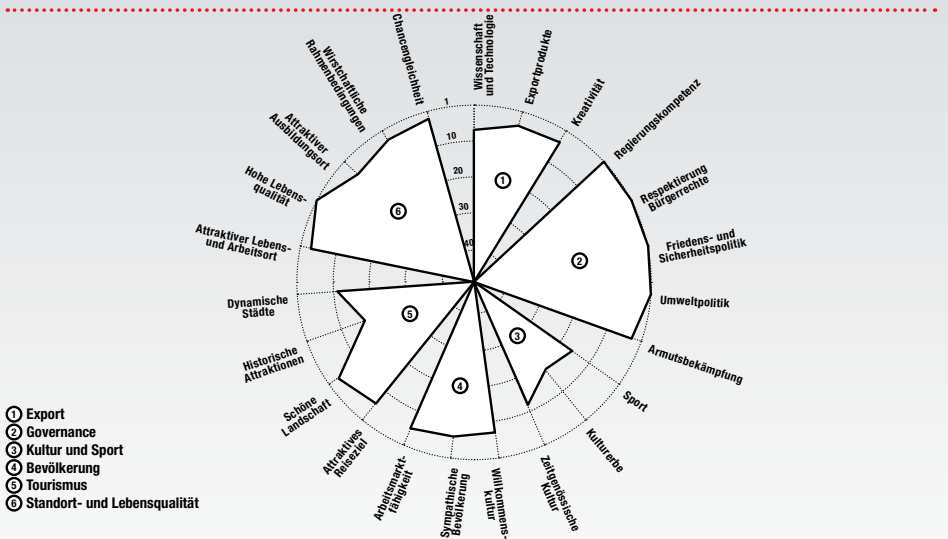 Chancengleichheit
Wissenschaft
und Technologie
Exportprodukte
Kreativität
Regierungskompetenz
Respektierung
Bürgerrechte
Friedens- und
Sicherheitspolitik
Umweltpolitik
Armutsbekämpfung
Sport
Kulturerbe
Zeitgenössische
Kultur
Willkommens-
kultur
Sympathische
Bevölkerung
Arbeitsmarkt-
fähigkeit
Attraktives
Reiseziel
Schöne
Landschaft
Historische
Attraktionen
Dynamische
Städte
Attraktiver Lebens-
und Arbeitsort
Hohe Lebens-
qualität
Attraktiver
Ausbildungsort
Wirtschaftliche
Rahmenbedingungen
1
10
20
30
40
1
2
3
4
5
6
1 Export
2 Governance
3 Kultur und Sport
4 Bevölkerung
5 Tourismus
6 Standort- und Lebensqualität